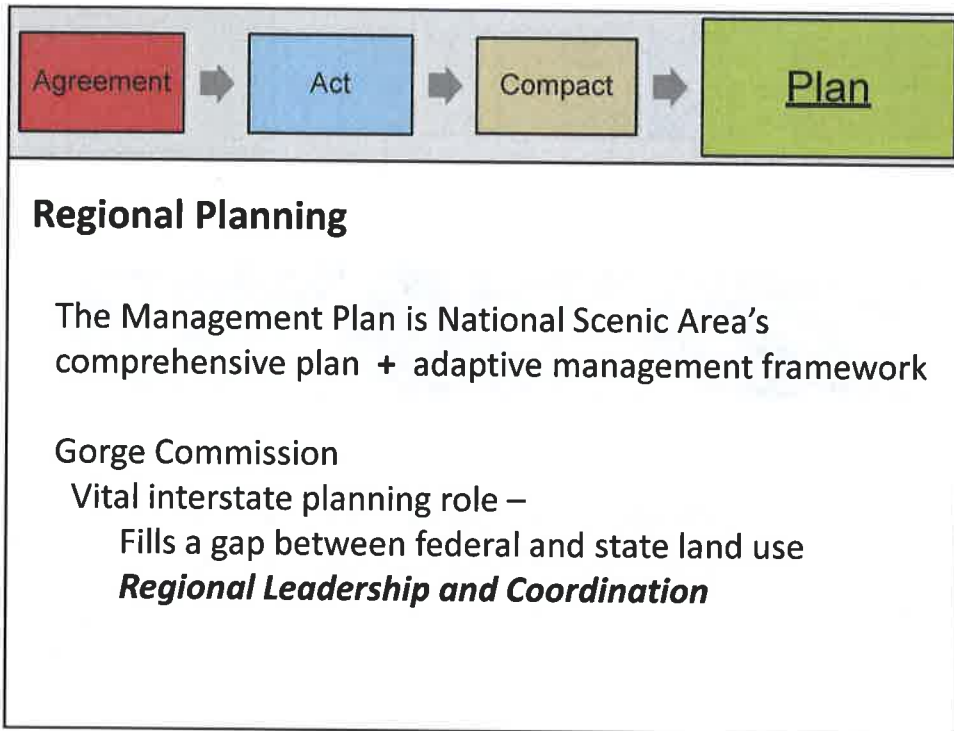 Agreement Act Compact Plan
Regional Planning
The Management Plan is National Scenic Area's
comprehensive plan + adaptive management framework
Gorge Commission
Vital interstate planning role –
Fills a gap between federal and state land use
Regional Leadership and Coordination